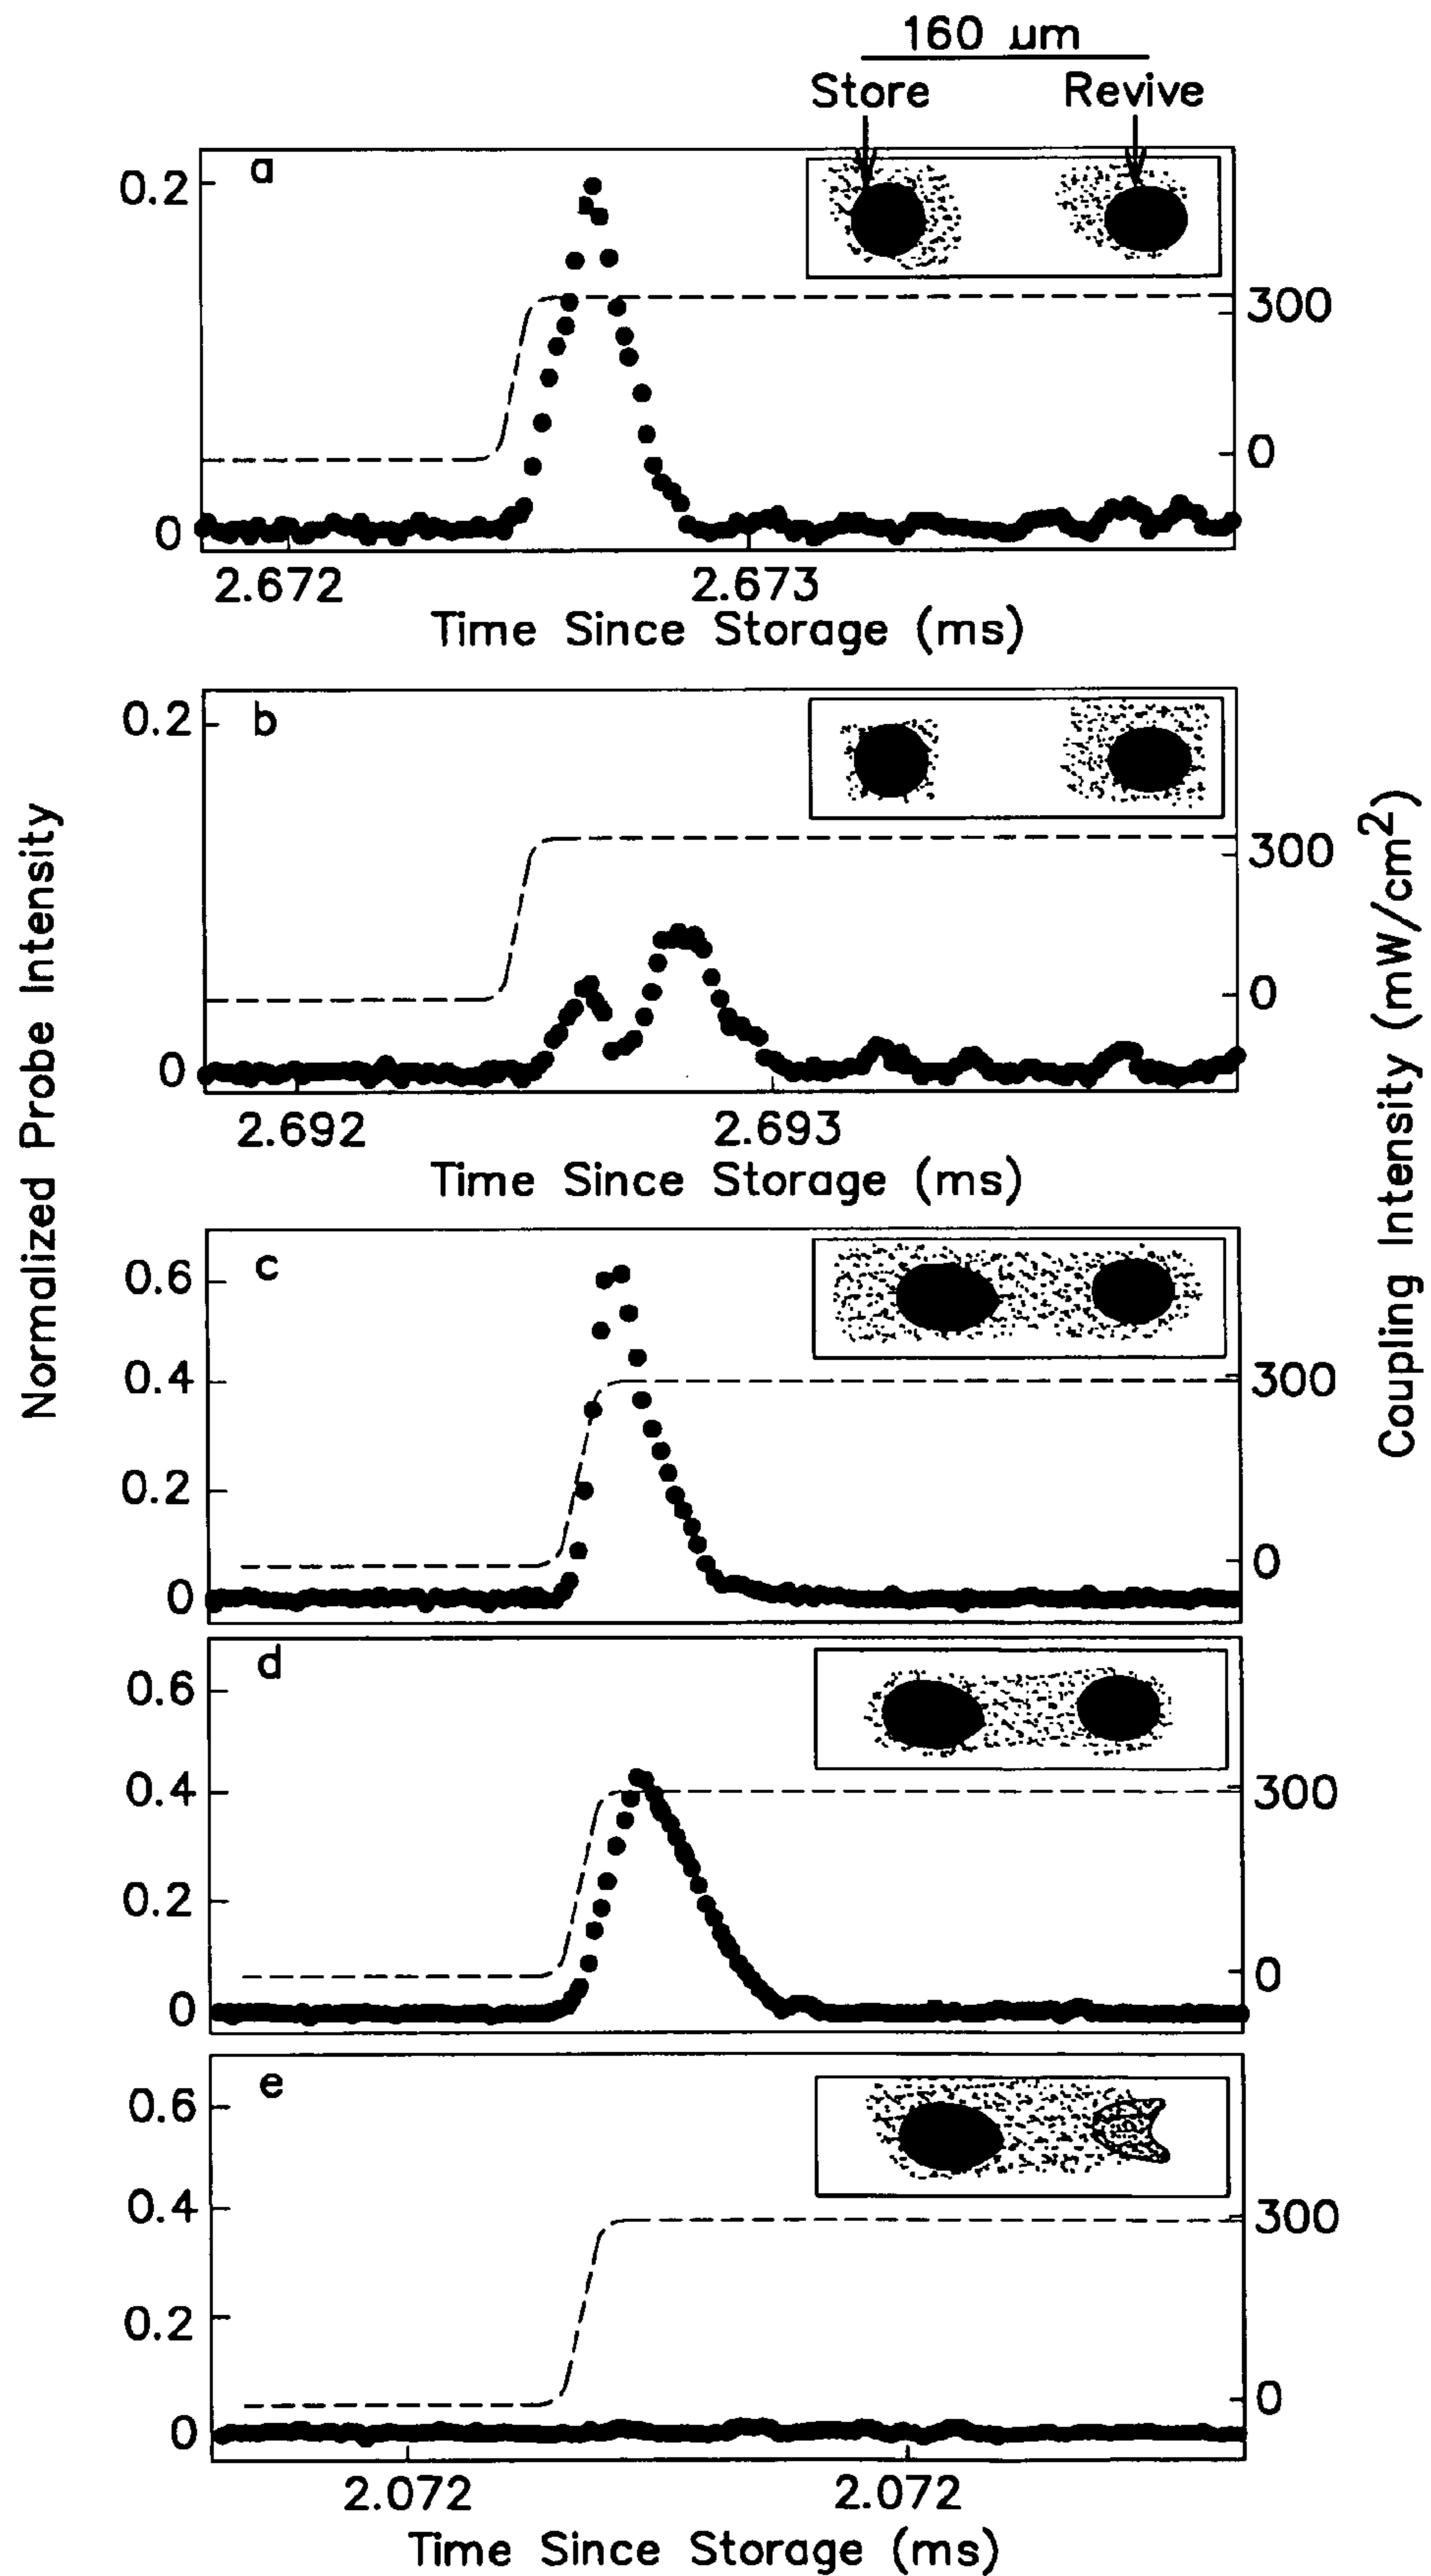 160 µm
Store Revive
a
0.2
300
0
0
2.672 2.673
Time Since Storage (ms)
b
0.2
300
0
0
2.692 2.693
Time Since Storage (ms)
Normalized Probe Intensity
Coupling Intensity (mW/cm²)
c
0.6
0.4 300
0.2
0
0
d
0.6
0.4 300
0.2
0
0
e
0.6
0.4 300
0.2
0
0
2.072 2.072
Time Since Storage (ms)